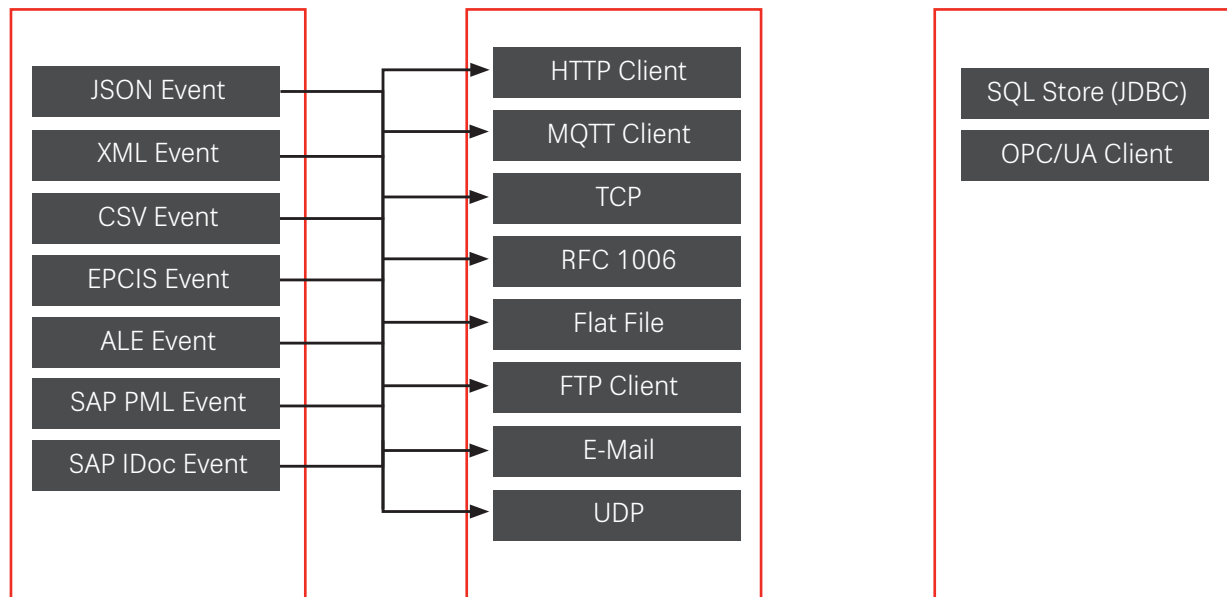 JSON Event
XML Event
CSV Event
EPCIS Event
ALE Event
SAP PML Event
SAP IDoc Event
HTTP Client
MQTT Client
TCP
RFC 1006
Flat File
FTP Client
E-Mail
UDP
SQL Store (JDBC)
OPC/UA Client